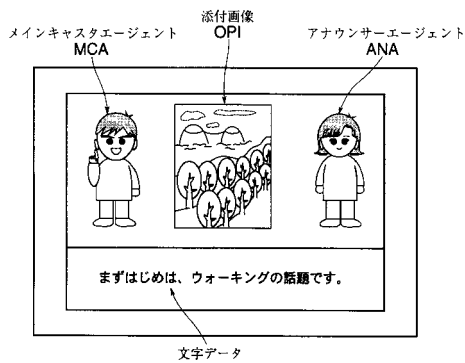 添付画像
OPI
メインキャスタエージェント
MCA
アナウンサーエージェント
ANA
まずはじめは、ウォーキングの話題です。
文字データ